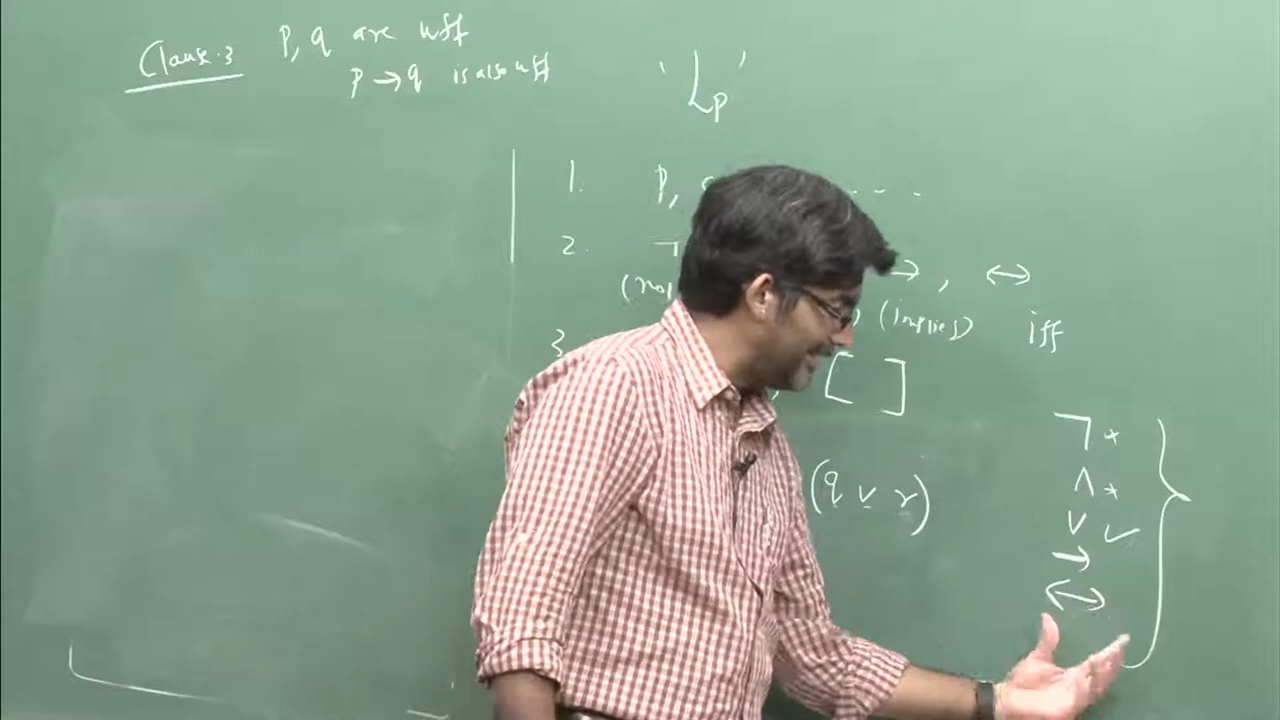 Clause.3 P, q are wff
P → q is also wff
' Lp '
1. P, . . .
2. ¬ → , ↔
(implies) iff
3 , [ ]
(q ∨ r)
¬ *
∧ *
∨ ✓
→
↔